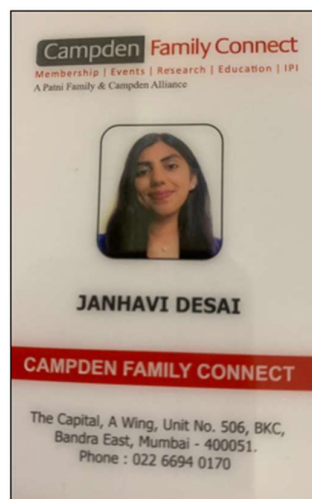 Campden Family Connect
Membership | Events | Research | Education | IPI
A Patni Family & Campden Alliance
JANHAVI DESAI
CAMPDEN FAMILY CONNECT
The Capital, A Wing, Unit No. 506, BKC,
Bandra East, Mumbai - 400051.
Phone : 022 6694 0170